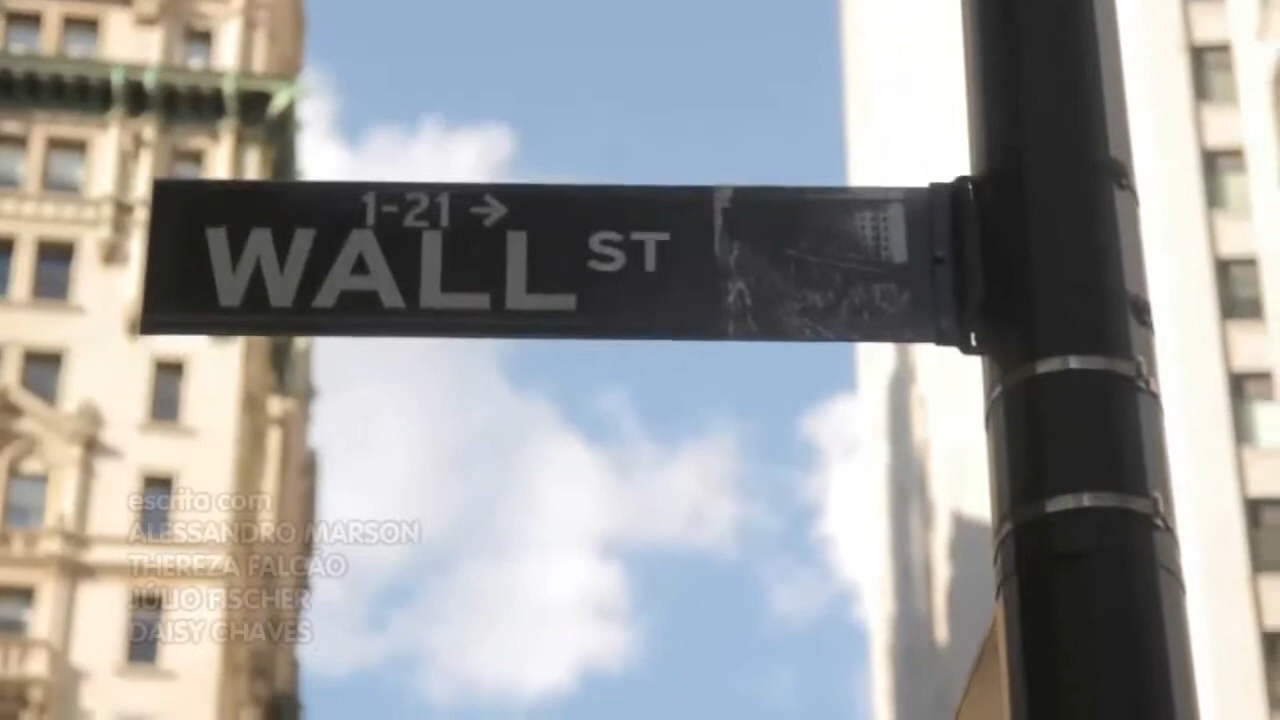 1-21 →
WALL ST
escrita com
ALESSANDRO MARSON
THEREZA FALCÃO
JÚLIO FISCHER
DAISY CHAVES